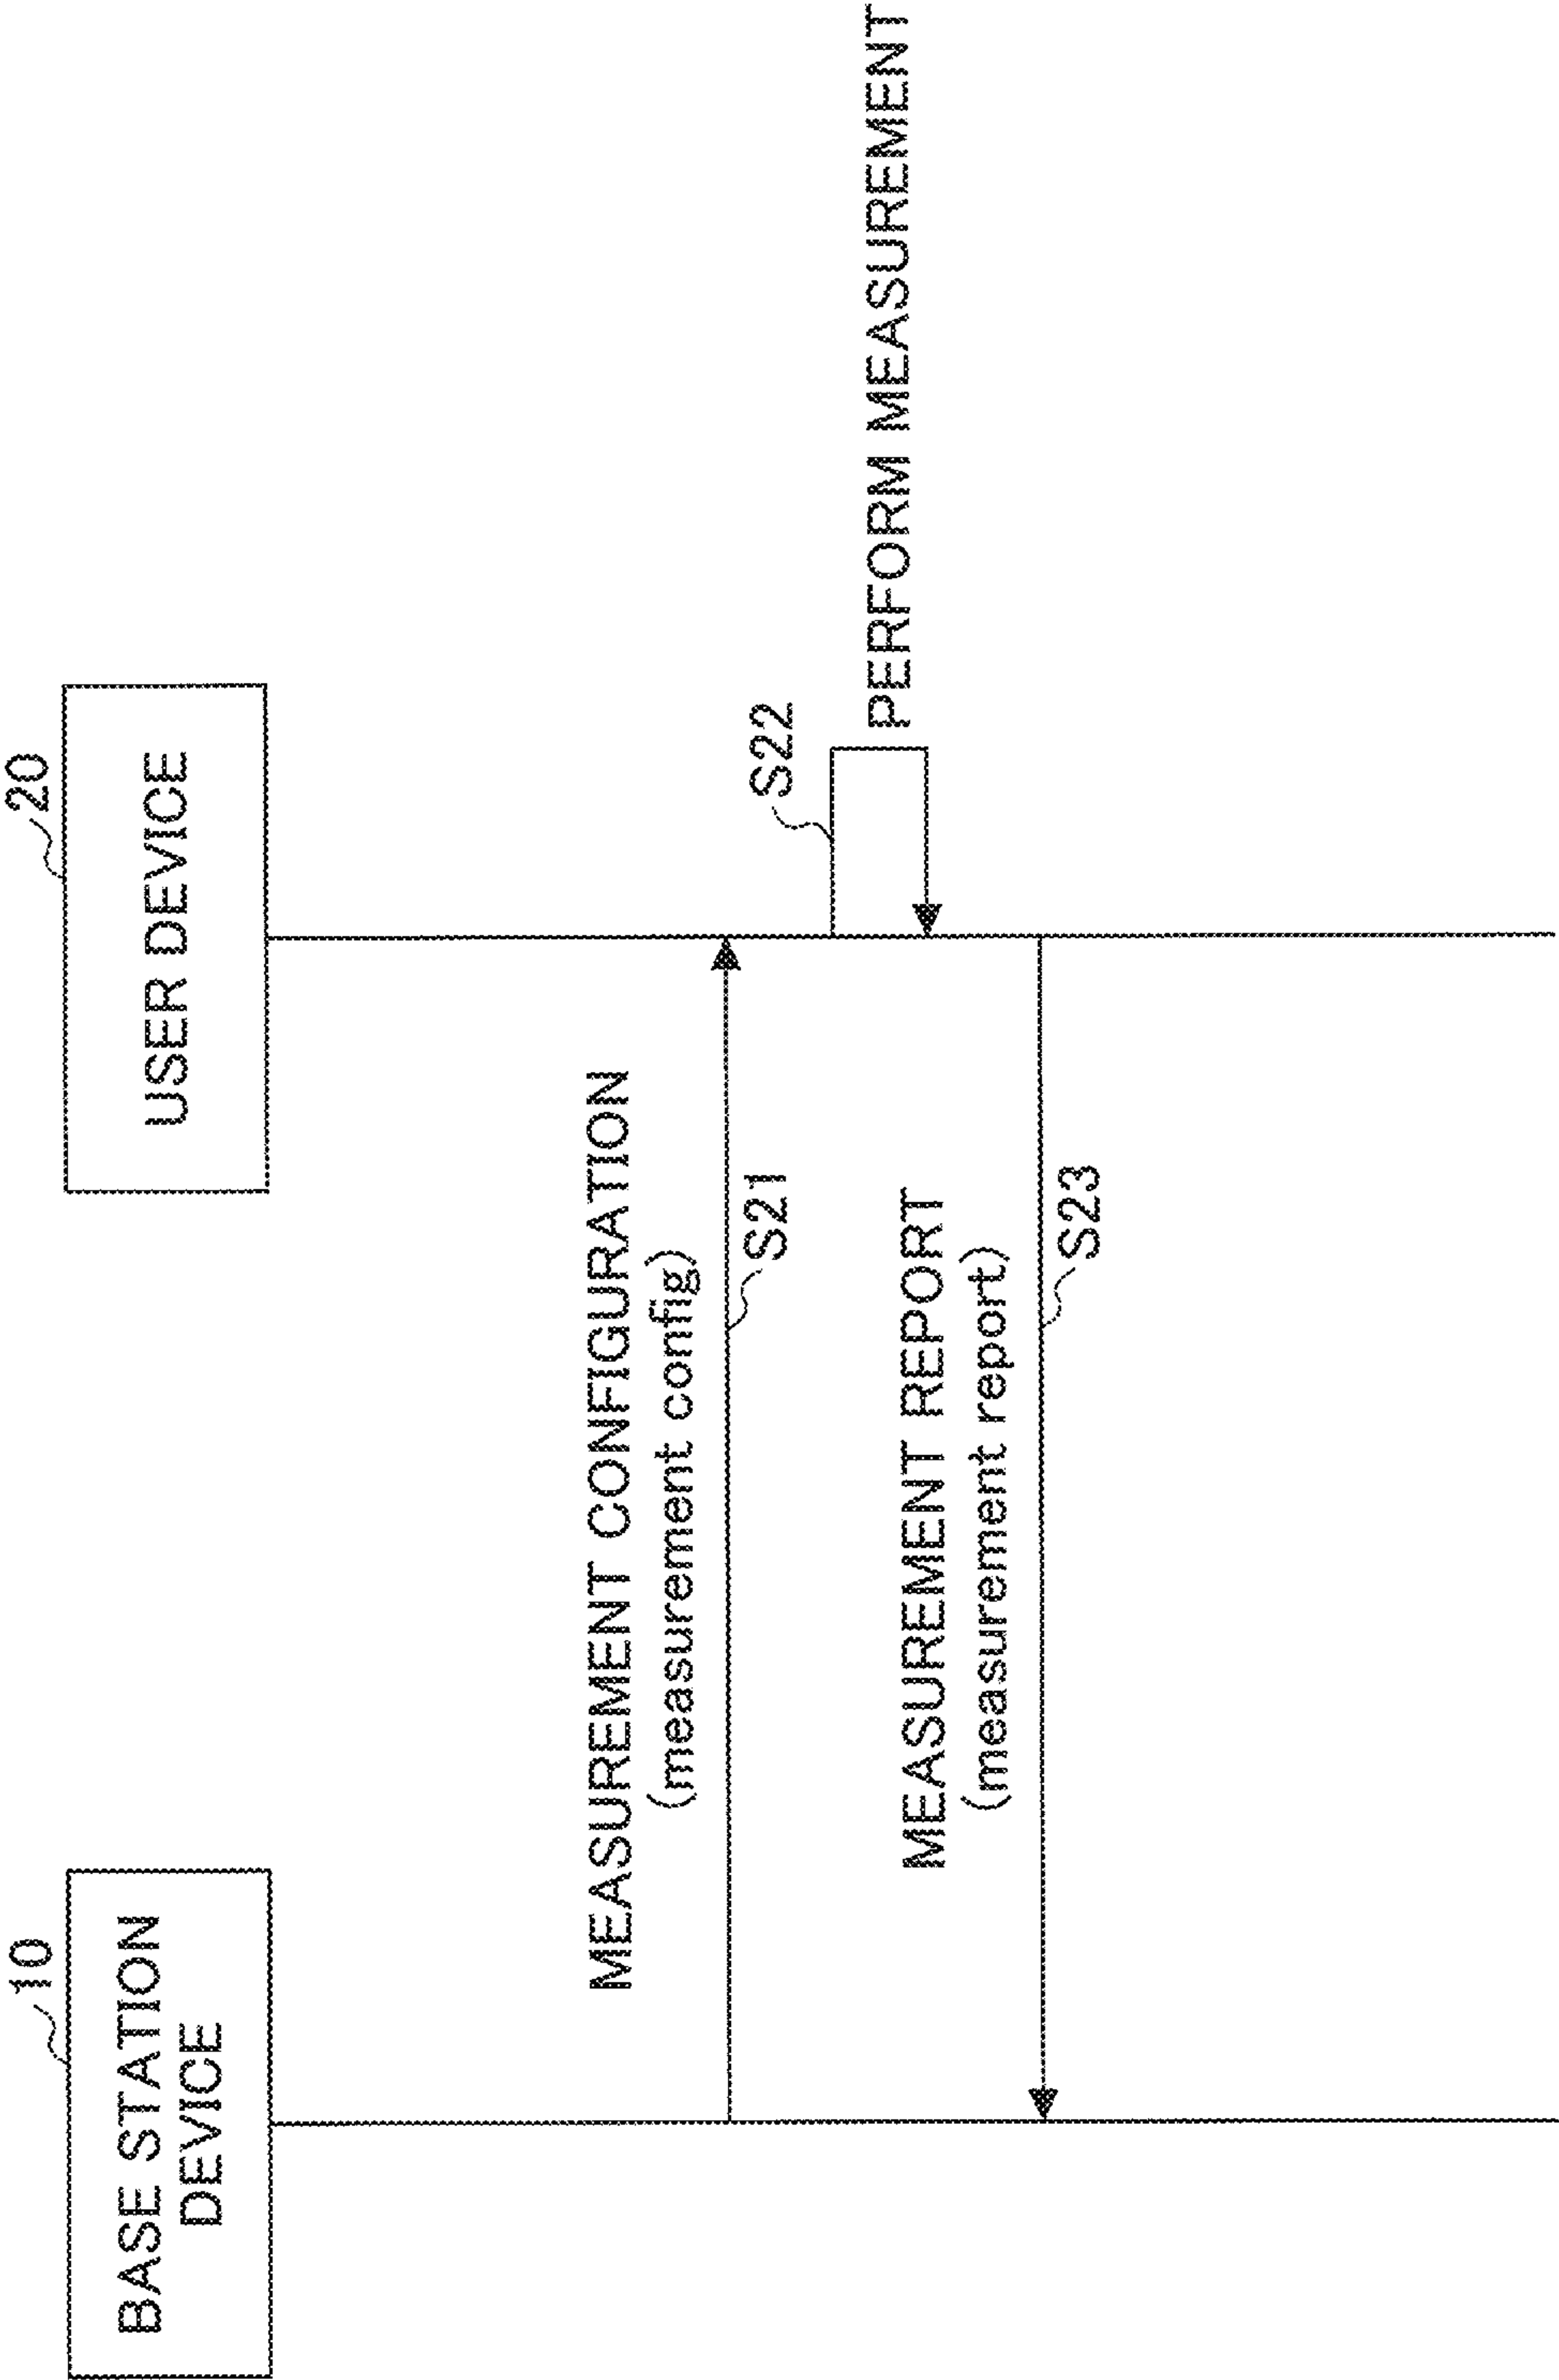 10
BASE STATION
DEVICE
20
USER DEVICE
MEASUREMENT CONFIGURATION
(measurement config)
S21
S22
PERFORM MEASUREMENT
MEASUREMENT REPORT
(measurement report)
S23